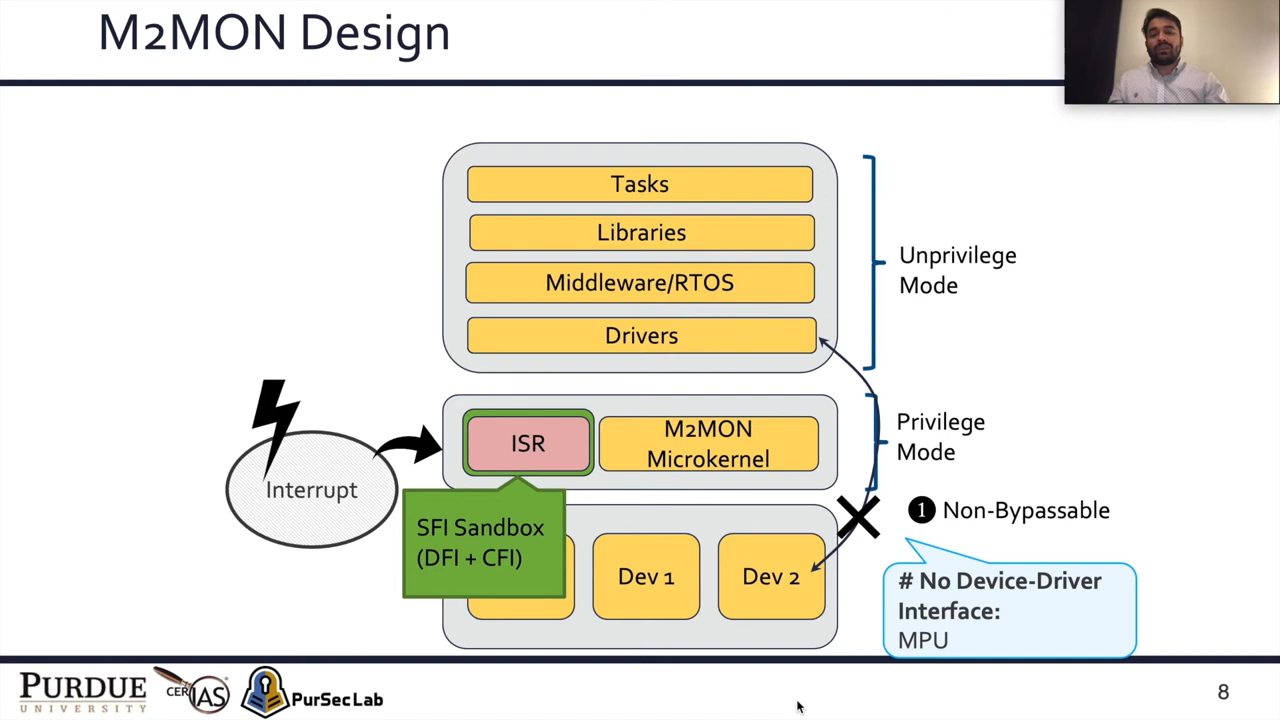 M2MON Design
Tasks
Libraries
Middleware/RTOS
Drivers
Unprivilege
Mode
ISR
M2MON
Microkernel
Privilege
Mode
Interrupt
SFI Sandbox
(DFI + CFI)
Dev 1
Dev 2
❶ Non-Bypassable
# No Device-Driver
Interface:
MPU
PURDUE
UNIVERSITY
CERIAS
PurSecLab
8